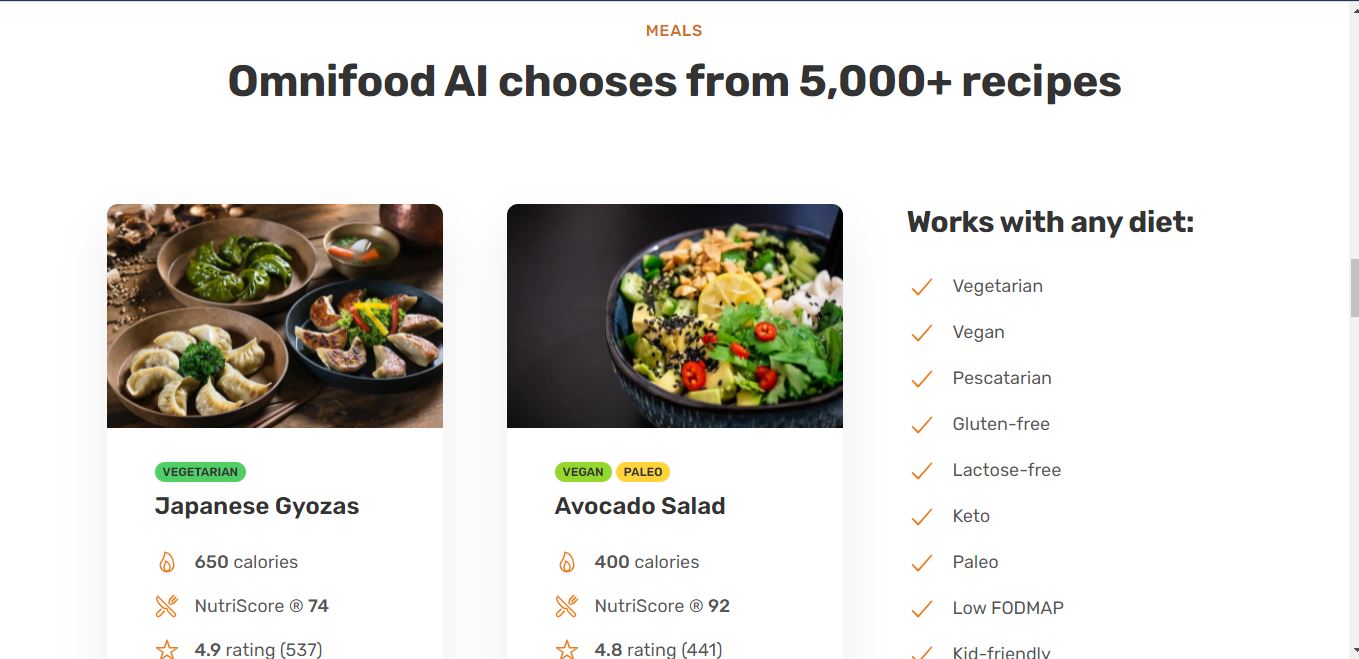 MEALS
Omnifood AI chooses from 5,000+ recipes
VEGETARIAN
Japanese Gyozas
650 calories
NutriScore ® 74
4.9 rating (537)
VEGAN PALEO
Avocado Salad
400 calories
NutriScore ® 92
4.8 rating (441)
Works with any diet:
Vegetarian
Vegan
Pescatarian
Gluten-free
Lactose-free
Keto
Paleo
Low FODMAP
Kid-friendly